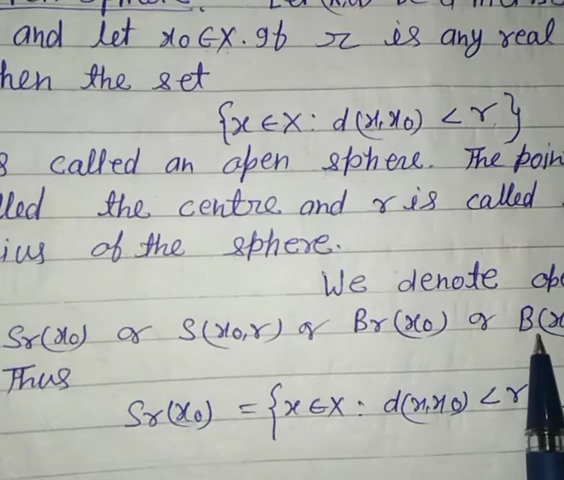 and let x0 ∈ X. If r is any real
hen the set
{x ∈ X : d(x, x0) < r}
s called an open sphere. The poin
lled the centre and r is called
ius of the sphere.
We denote ope
Sr(x0) or S(x0, r) or Br(x0) or B(x
Thus
Sr(x0) = {x ∈ X : d(x, x0) < r